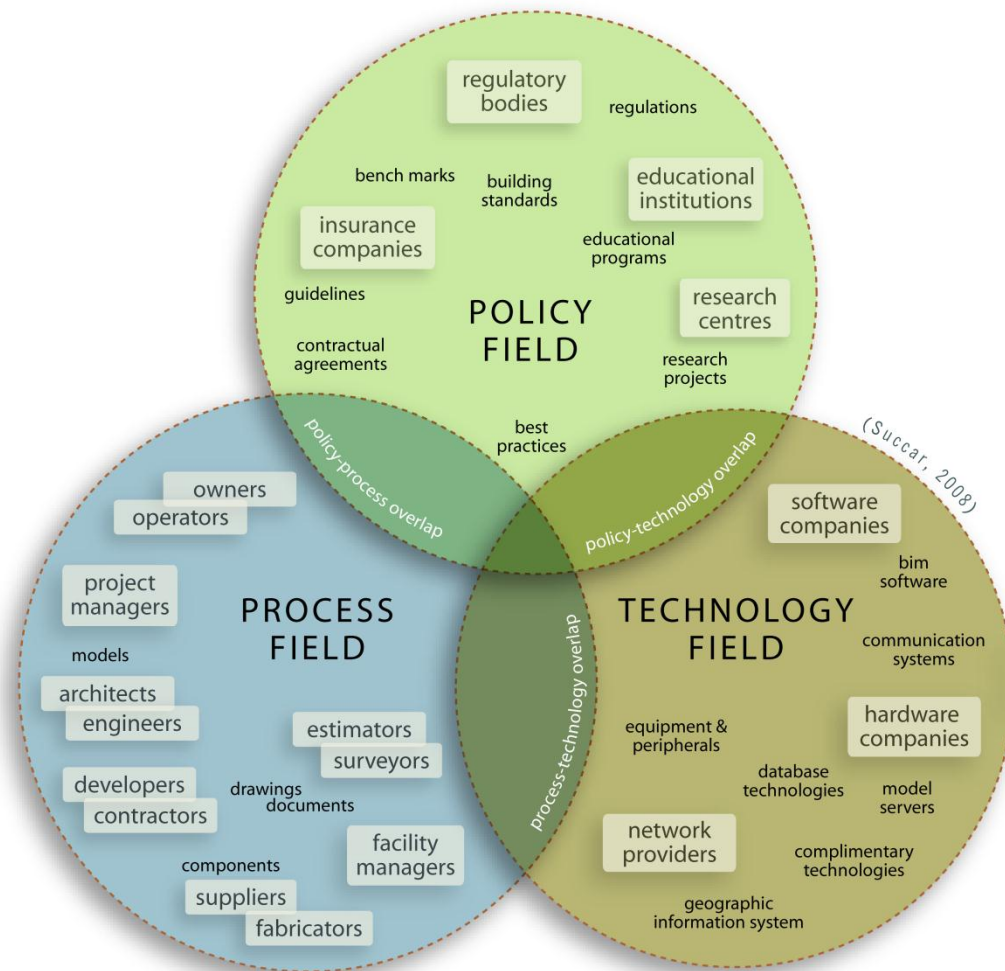 regulatory
bodies
regulations
bench marks
building
standards
educational
institutions
insurance
companies
educational
programs
guidelines
research
centres
POLICY
FIELD
contractual
agreements
research
projects
best
practices
policy-process overlap
policy-technology overlap
(Succar, 2008)
owners
operators
project
managers
PROCESS
FIELD
models
architects
engineers
estimators
surveyors
developers
contractors
drawings
documents
facility
managers
components
suppliers
fabricators
process-technology overlap
software
companies
bim
software
TECHNOLOGY
FIELD
communication
systems
hardware
companies
equipment &
peripherals
database
technologies
model
servers
network
providers
complimentary
technologies
geographic
information system